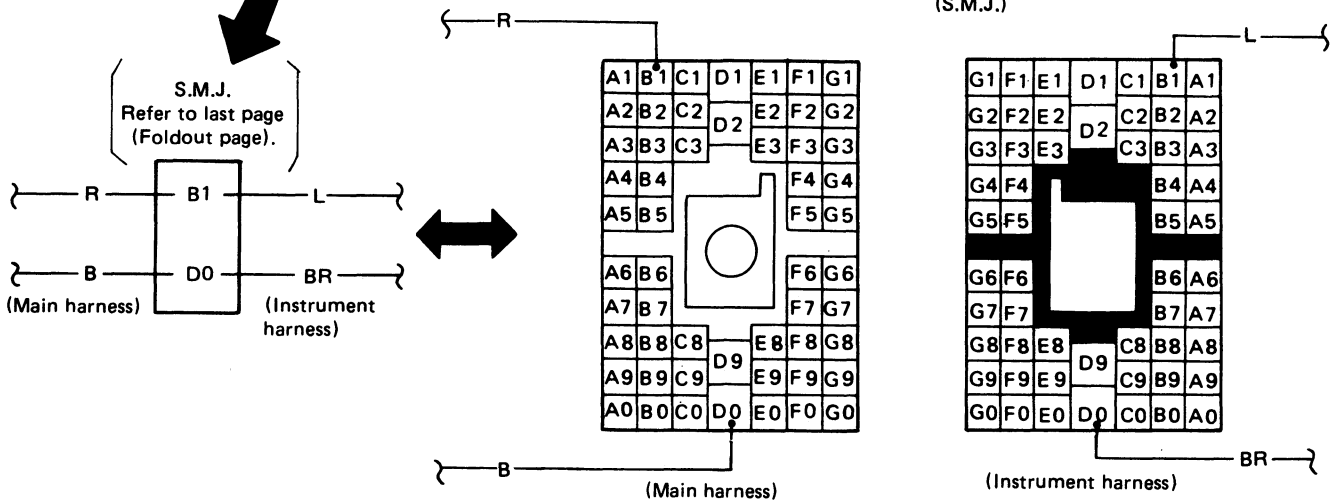 (S.M.J.)
S.M.J.
Refer to last page
(Foldout page).
R B1 L
B D0 BR
(Main harness) (Instrument
harness)
R
A1 B1 C1 D1 E1 F1 G1
A2 B2 C2 D2 E2 F2 G2
A3 B3 C3 E3 F3 G3
A4 B4 F4 G4
A5 B5 F5 G5
A6 B6 F6 G6
A7 B7 F7 G7
A8 B8 C8 D9 E8 F8 G8
A9 B9 C9 E9 F9 G9
A0 B0 C0 D0 E0 F0 G0
B
(Main harness)
L
G1 F1 E1 D1 C1 B1 A1
G2 F2 E2 D2 C2 B2 A2
G3 F3 E3 C3 B3 A3
G4 F4 B4 A4
G5 F5 B5 A5
G6 F6 B6 A6
G7 F7 B7 A7
G8 F8 E8 D9 C8 B8 A8
G9 F9 E9 C9 B9 A9
G0 F0 E0 D0 C0 B0 A0
BR
(Instrument harness)